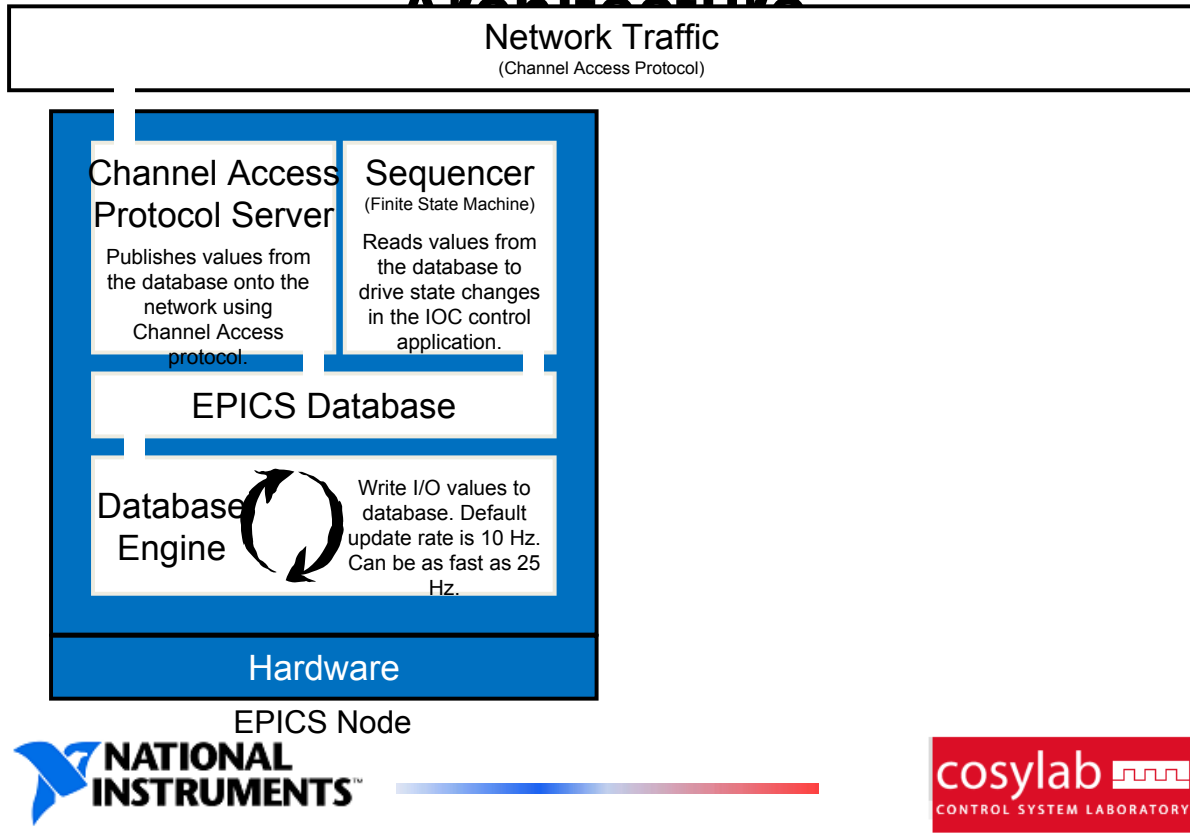 Architecture
Network Traffic
(Channel Access Protocol)
Channel Access
Protocol Server
Publishes values from
the database onto the
network using
Channel Access
protocol.
Sequencer
(Finite State Machine)
Reads values from
the database to
drive state changes
in the IOC control
application.
EPICS Database
Database
Engine
Write I/O values to
database. Default
update rate is 10 Hz.
Can be as fast as 25
Hz.
Hardware
EPICS Node
NATIONAL
INSTRUMENTS™
cosylab
CONTROL SYSTEM LABORATORY